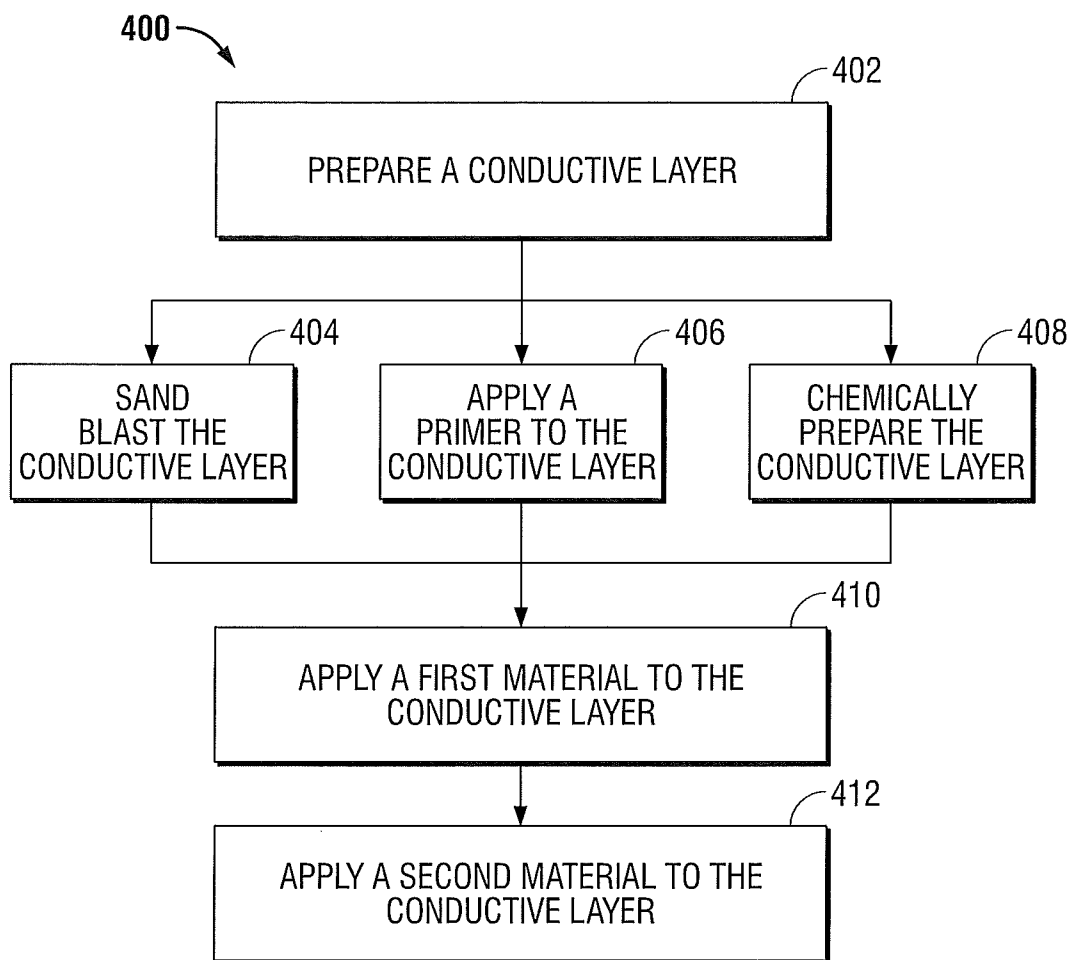 400
402
PREPARE A CONDUCTIVE LAYER
404
SAND
BLAST THE
CONDUCTIVE LAYER
406
APPLY A
PRIMER TO THE
CONDUCTIVE LAYER
408
CHEMICALLY
PREPARE THE
CONDUCTIVE LAYER
410
APPLY A FIRST MATERIAL TO THE
CONDUCTIVE LAYER
412
APPLY A SECOND MATERIAL TO THE
CONDUCTIVE LAYER